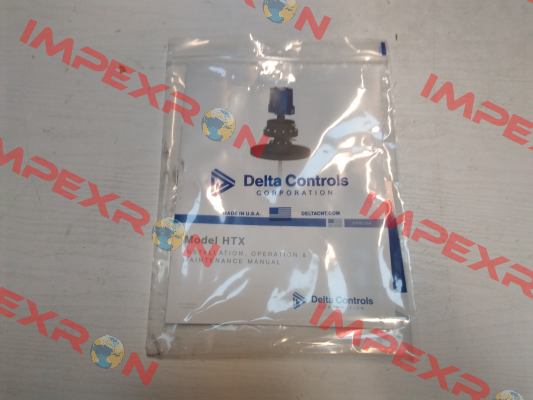 IMPEXRON
IMPEXRON
IMPEXRON
IMPEXRON
IMPEXRON
IMPEXRON
Delta Controls
CORPORATION
MADE IN U.S.A.
DELTACNT.COM
Model HTX
INSTALLATION, OPERATION &
MAINTENANCE MANUAL
Delta Controls
CORPORATION